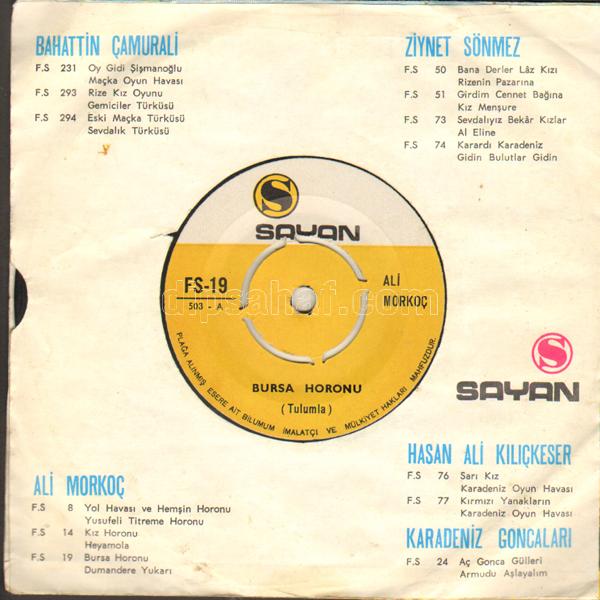 BAHATTİN ÇAMURALİ
F.S 231 Oy Gidi Şişmanoğlu
Maçka Oyun Havası
F.S 293 Rize Kız Oyunu
Gemiciler Türküsü
F.S 294 Eski Maçka Türküsü
Sevdalık Türküsü
ZİYNET SÖNMEZ
F.S 50 Bana Derler Lâz Kızı
Rizenin Pazarına
F.S 51 Girdim Cennet Bağına
Kız Menşure
F.S 73 Sevdalıyız Bekâr Kızlar
Al Eline
F.S 74 Karardı Karadeniz
Gidin Bulutlar Gidin
S
SAYAN
FS-19
503 - A
ALİ
MORKOÇ
dipsahaf.com
BURSA HORONU
(Tulumla)
PLAĞA ALINMIŞ ESERE AİT BİLUMUM İMALATÇI VE MÜLKİYET HAKLARI MAHFUZDUR.
S
SAYAN
ALİ MORKOÇ
F.S 8 Yol Havası ve Hemşin Horonu
Yusufeli Titreme Horonu
F.S 14 Kız Horonu
Heyamola
F.S 19 Bursa Horonu
Dumandere Yukarı
HASAN ALİ KILIÇKESER
F.S 76 Sarı Kız
Karadeniz Oyun Havası
F.S 77 Kırmızı Yanakların
Karadeniz Oyun Havası
KARADENİZ GONCALARI
F.S 24 Aç Gonca Gülleri
Armudu Aşlayalım